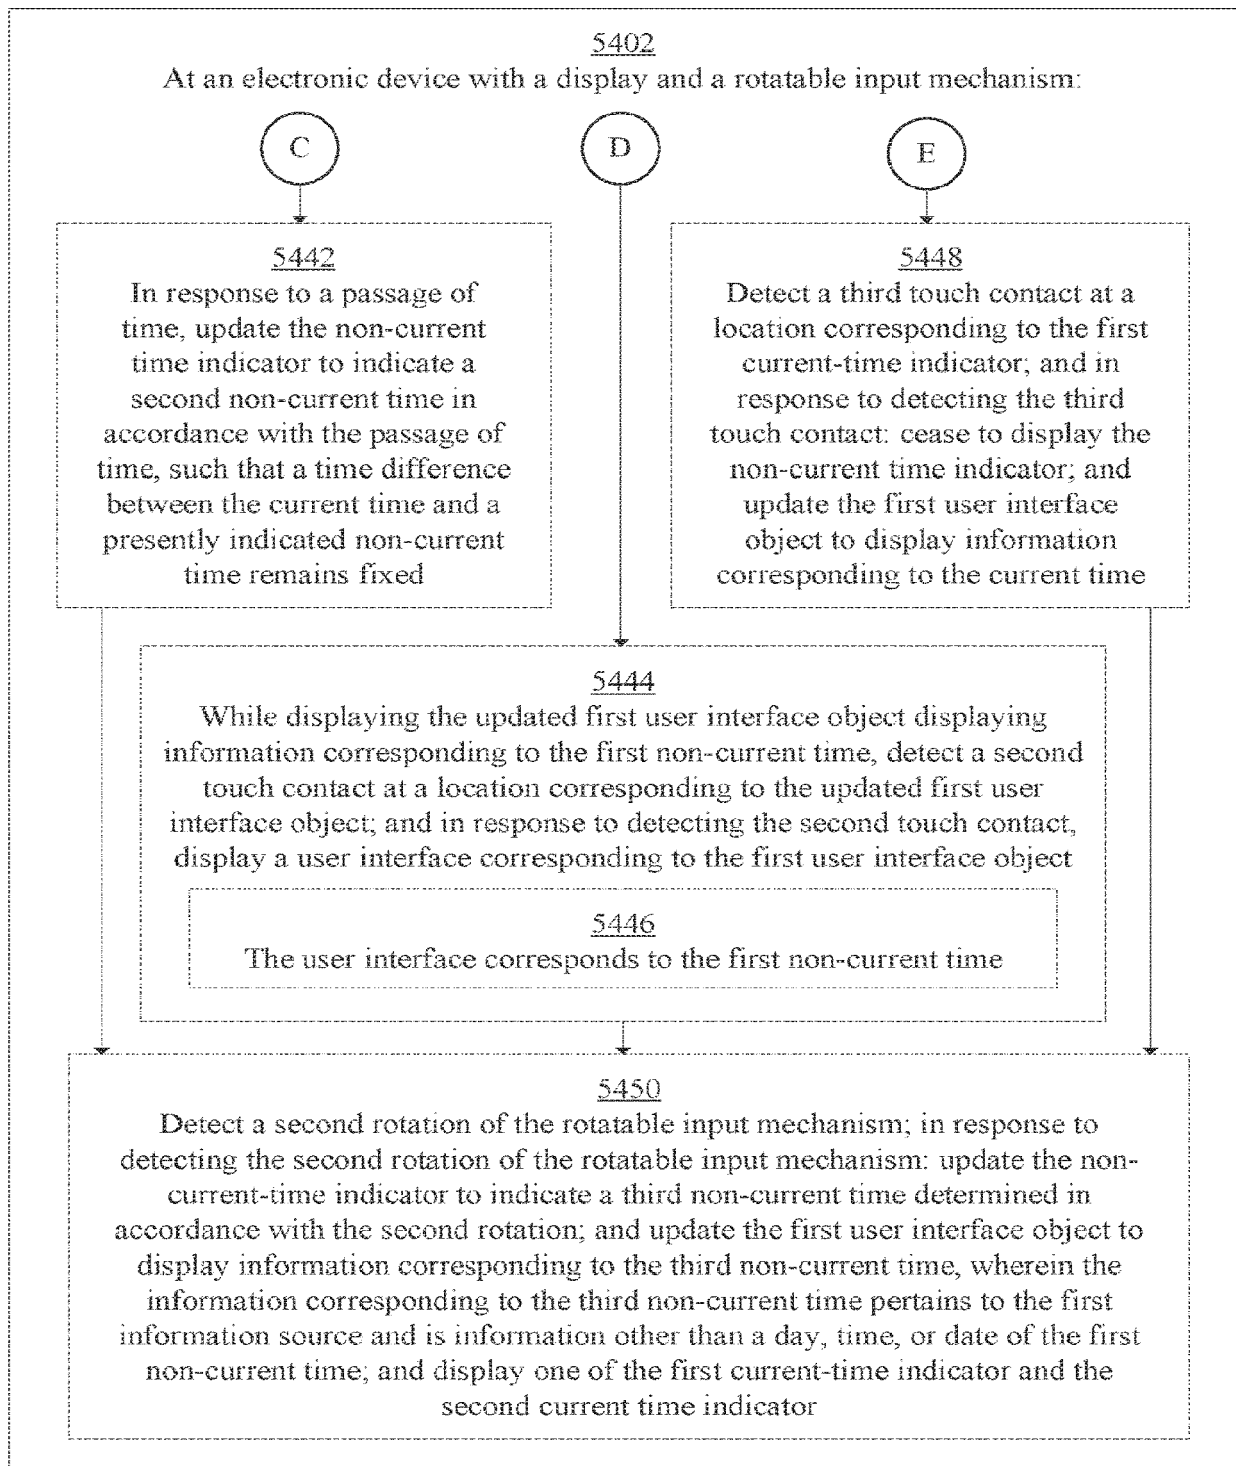 5402
At an electronic device with a display and a rotatable input mechanism:
C
D
E
5442
In response to a passage of
time, update the non-current
time indicator to indicate a
second non-current time in
accordance with the passage of
time, such that a time difference
between the current time and a
presently indicated non-current
time remains fixed
5448
Detect a third touch contact at a
location corresponding to the first
current-time indicator; and in
response to detecting the third
touch contact: cease to display the
non-current time indicator; and
update the first user interface
object to display information
corresponding to the current time
5444
While displaying the updated first user interface object displaying
information corresponding to the first non-current time, detect a second
touch contact at a location corresponding to the updated first user
interface object; and in response to detecting the second touch contact,
display a user interface corresponding to the first user interface object
5446
The user interface corresponds to the first non-current time
5450
Detect a second rotation of the rotatable input mechanism; in response to
detecting the second rotation of the rotatable input mechanism: update the non-
current-time indicator to indicate a third non-current time determined in
accordance with the second rotation; and update the first user interface object to
display information corresponding to the third non-current time, wherein the
information corresponding to the third non-current time pertains to the first
information source and is information other than a day, time, or date of the first
non-current time; and display one of the first current-time indicator and the
second current time indicator